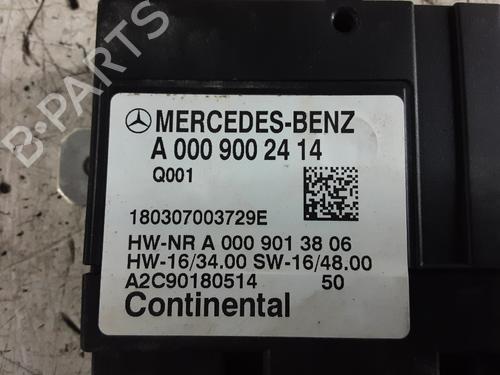 B-PARTS
MERCEDES-BENZ
A 000 900 24 14
Q001
180307003729E
HW-NR A 000 901 38 06
HW-16/34.00 SW-16/48.00
A2C90180514 50
Continental